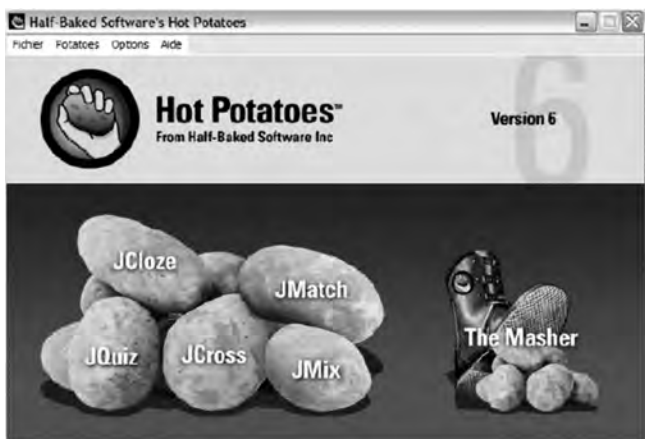 Half-Baked Software's Hot Potatoes
Fichier Potatoes Options Aide
Hot Potatoes™
From Half-Baked Software Inc
6
Version 6
JCloze
JMatch
JQuiz
JCross
JMix
The Masher